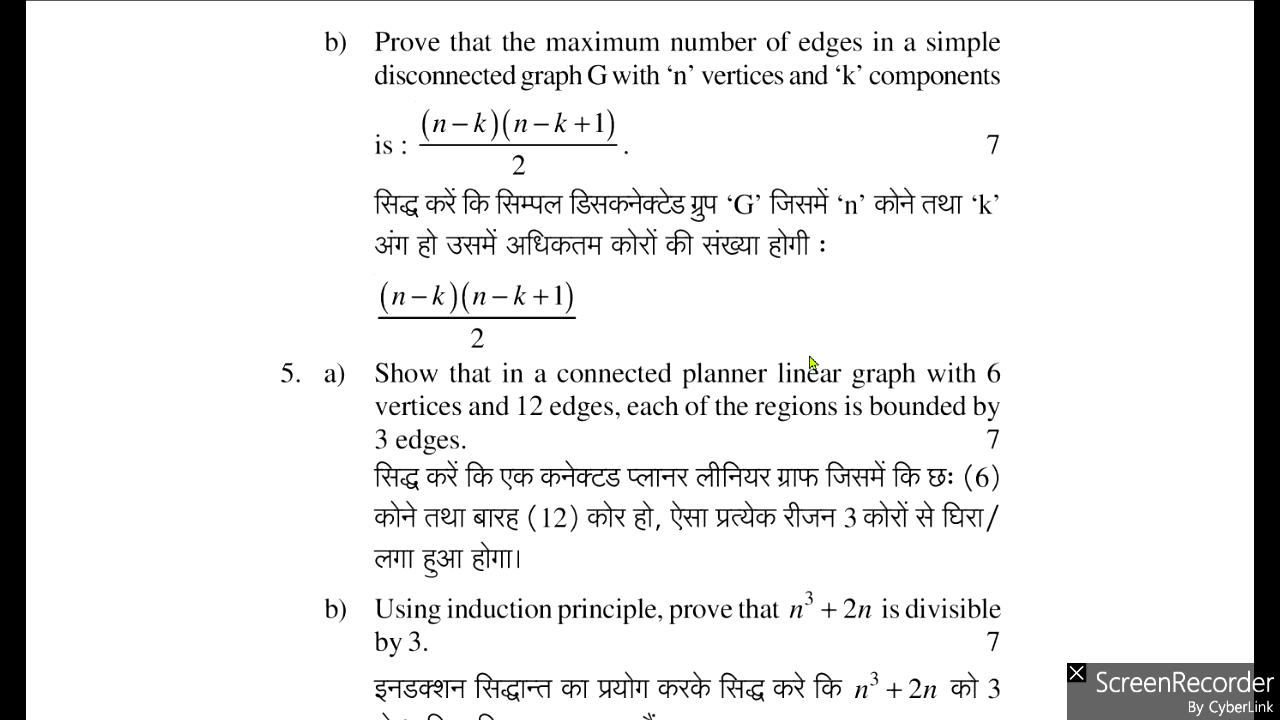 b) Prove that the maximum number of edges in a simple
disconnected graph G with ‘n’ vertices and ‘k’ components
is : (n – k)(n – k + 1) / 2 . 7
सिद्ध करें कि सिम्पल डिसकनेक्टेड ग्रुप ‘G’ जिसमें ‘n’ कोने तथा ‘k’
अंग हो उसमें अधिकतम कोरों की संख्या होगी :
(n – k)(n – k + 1) / 2
5. a) Show that in a connected planner linear graph with 6
vertices and 12 edges, each of the regions is bounded by
3 edges. 7
सिद्ध करें कि एक कनेक्टड प्लानर लीनियर ग्राफ जिसमें कि छः (6)
कोने तथा बारह (12) कोर हो, ऐसा प्रत्येक रीजन 3 कोरों से घिरा/
लगा हुआ होगा।
b) Using induction principle, prove that n³ + 2n is divisible
by 3. 7
इनडक्शन सिद्धान्त का प्रयोग करके सिद्ध करे कि n³ + 2n को 3
ScreenRecorder
By CyberLink